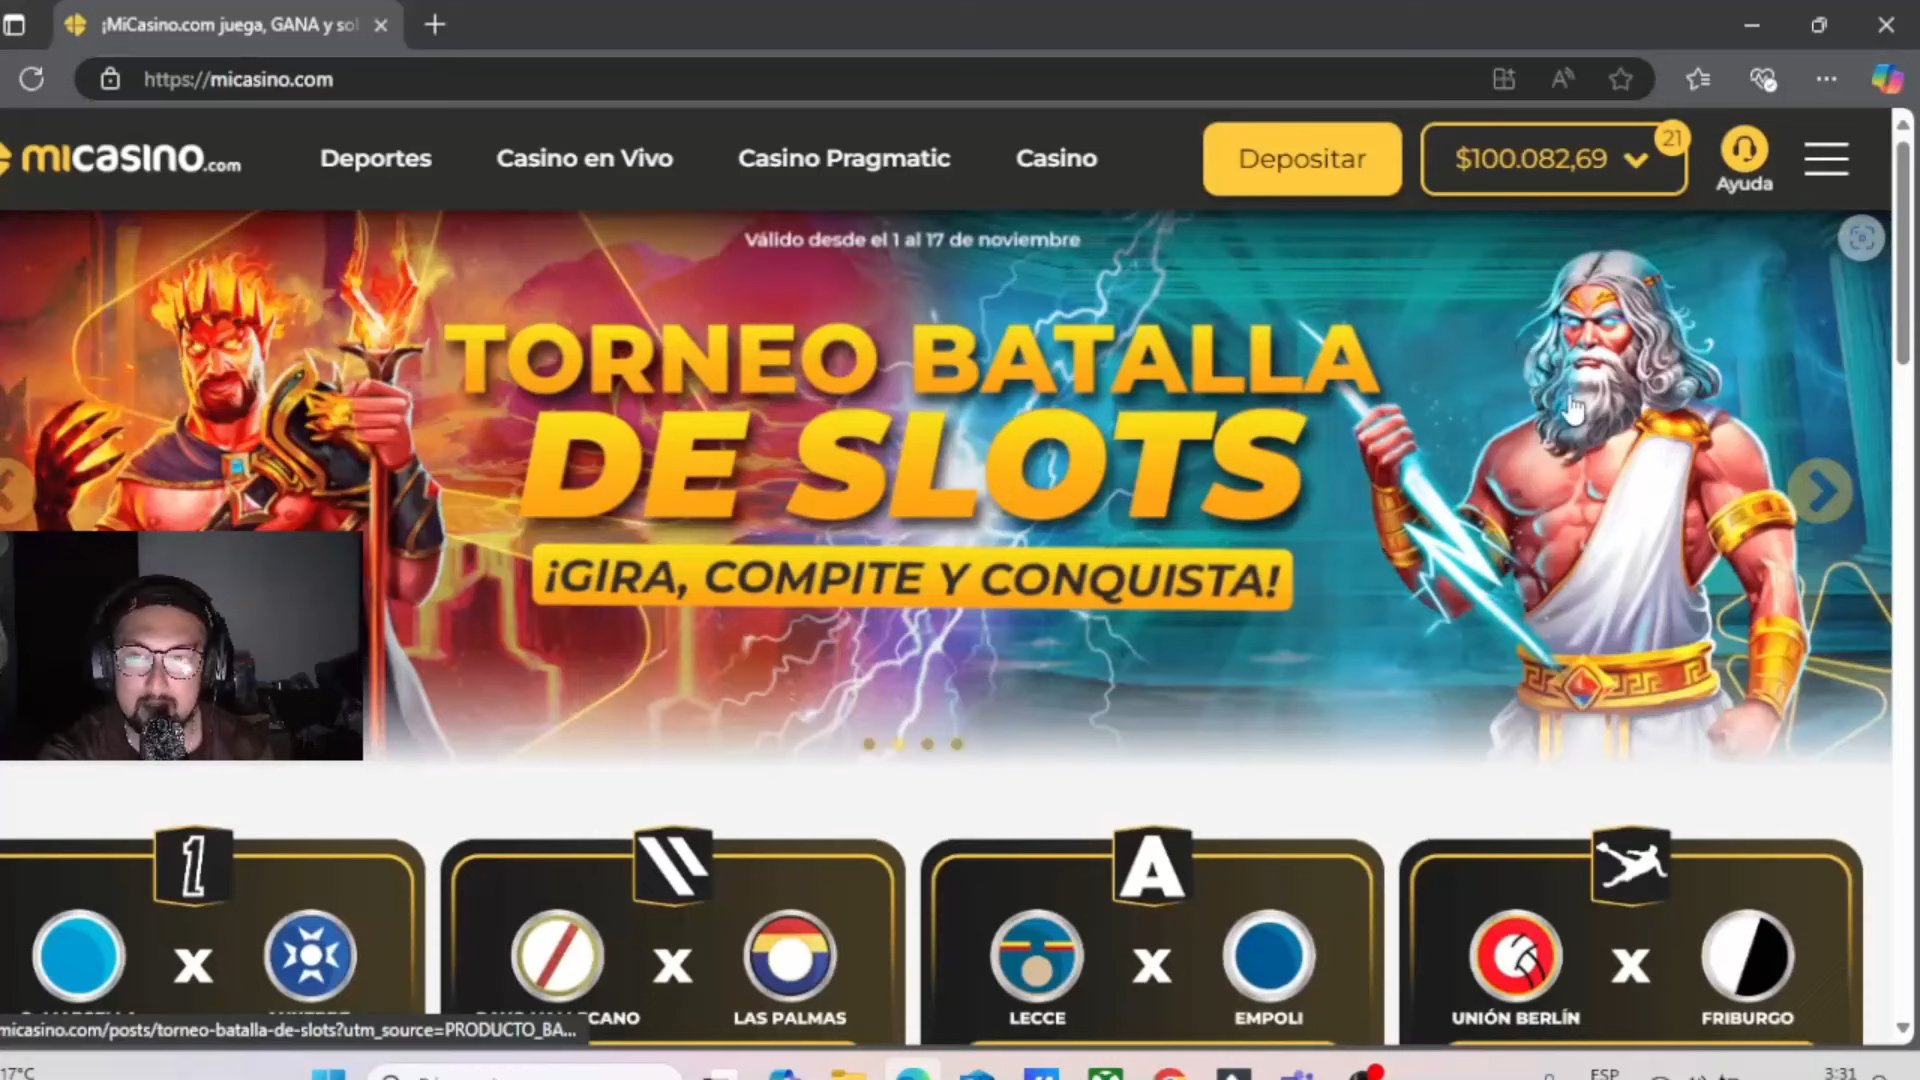 ¡MiCasino.com juega, GANA y sol
https://micasino.com
mıcasıno.com
Deportes
Casino en Vivo
Casino Pragmatic
Casino
Depositar
$100.082,69
21
Ayuda
Válido desde el 1 al 17 de noviembre
TORNEO BATALLA
DE SLOTS
¡GIRA, COMPITE Y CONQUISTA!
1
A
X
X
X
X
LAS PALMAS
LECCE
EMPOLI
UNIÓN BERLÍN
FRIBURGO
micasino.com/posts/torneo-batalla-de-slots?utm_source=PRODUCTO_BA...
17°C
ESP
3:31